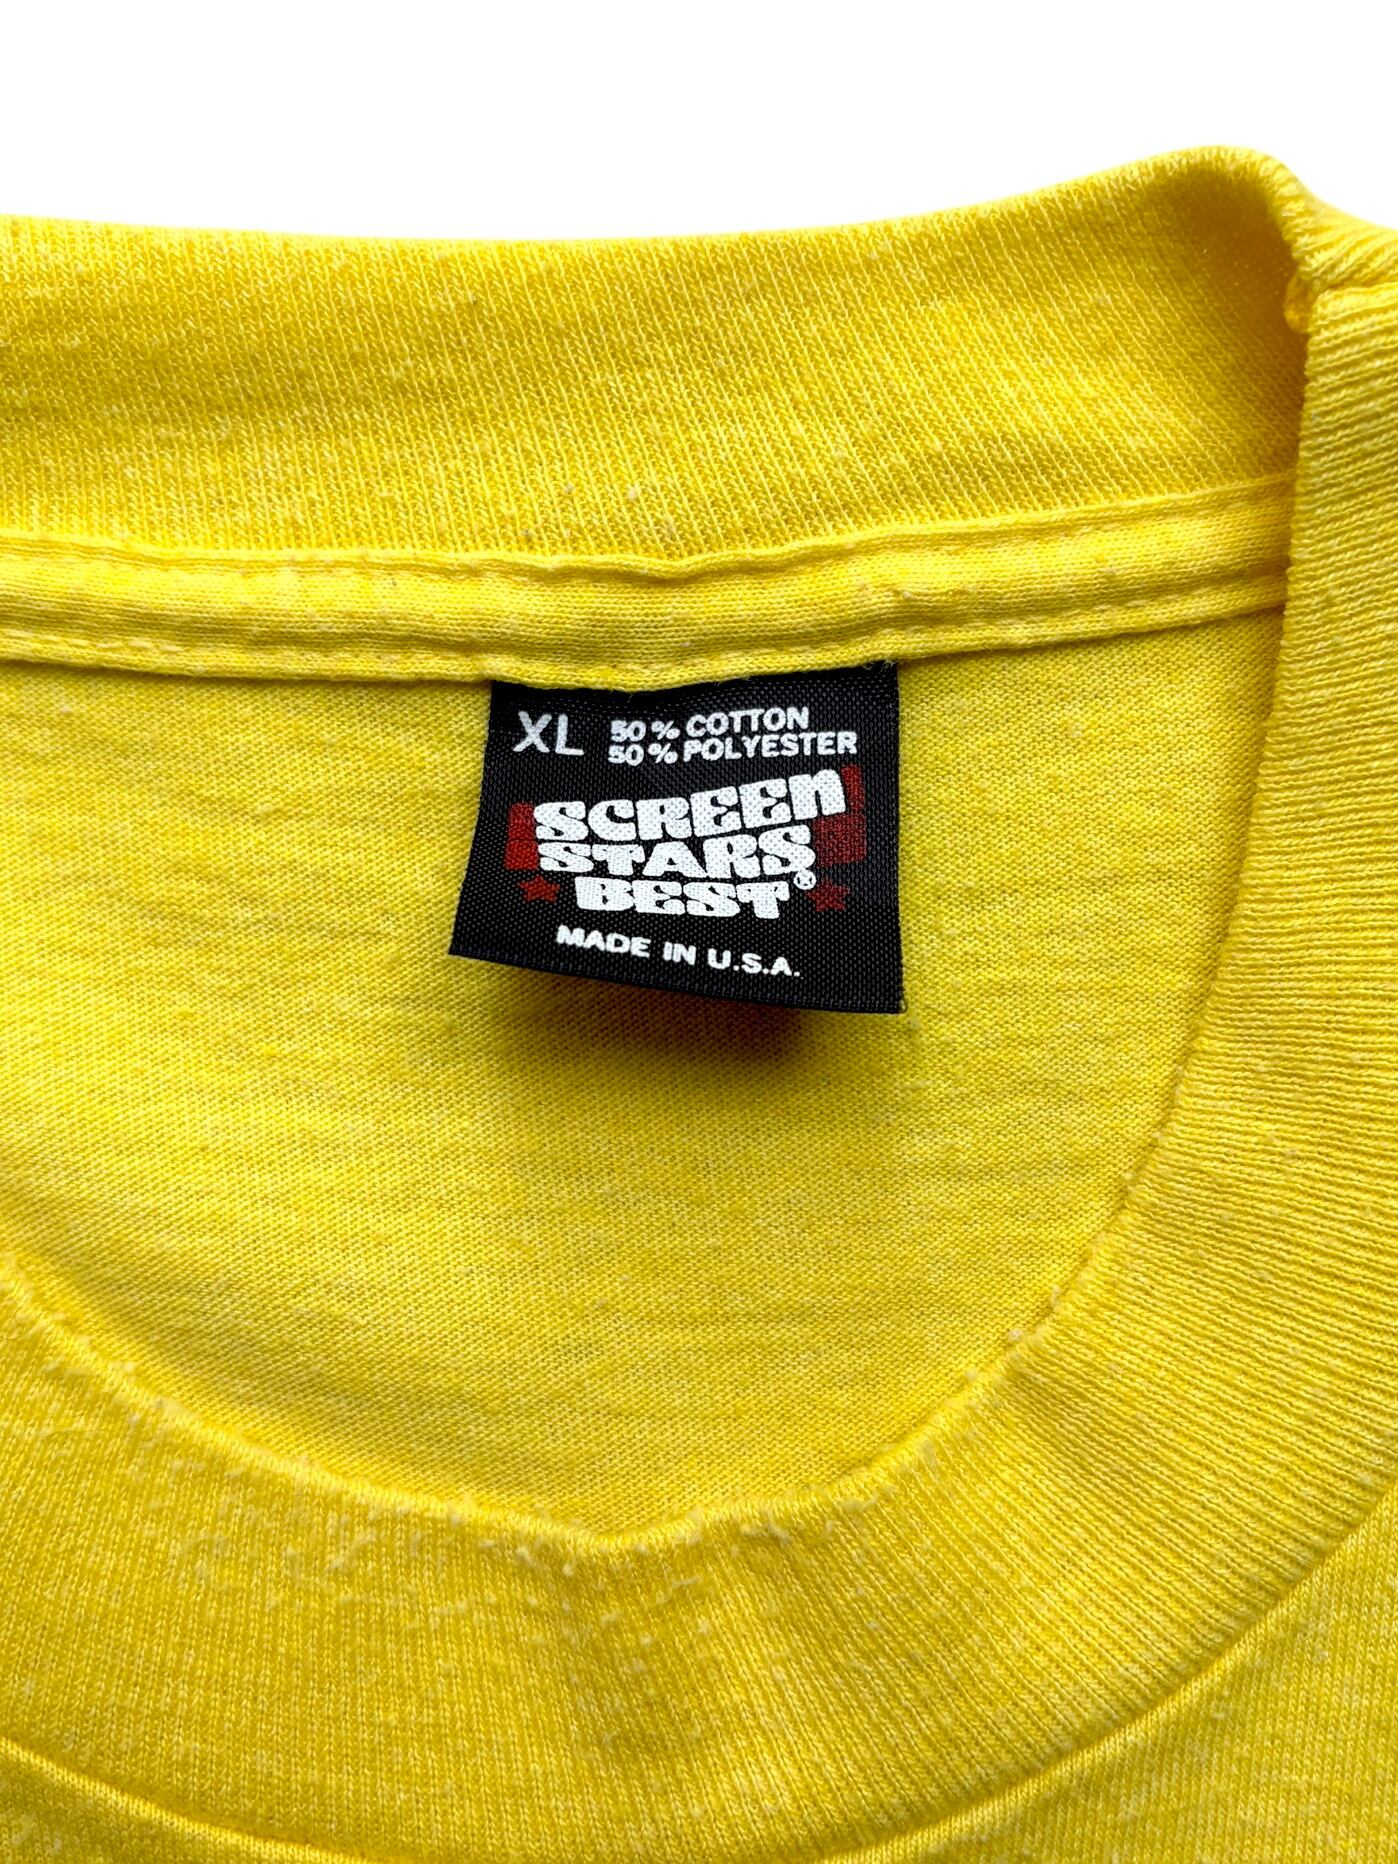 XL 50% COTTON
50% POLYESTER
SCREEN
STARS
BEST®
MADE IN U.S.A.